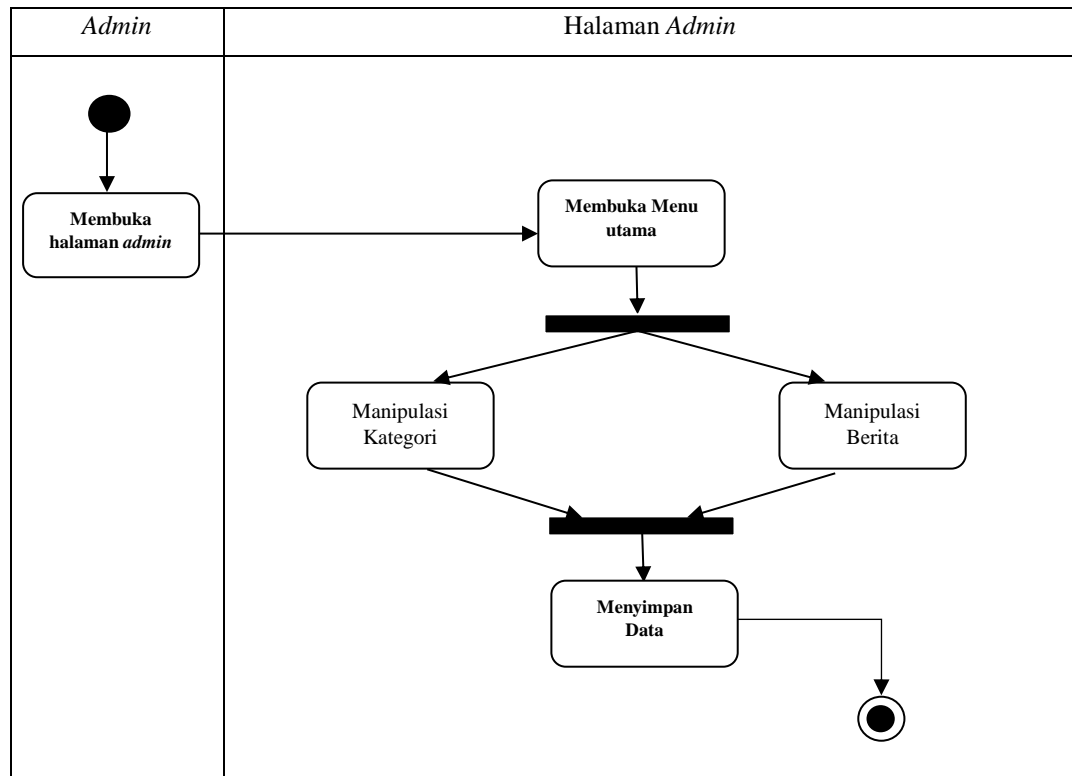 Admin
Halaman Admin
Membuka
halaman admin
Membuka Menu
utama
Manipulasi
Kategori
Manipulasi
Berita
Menyimpan
Data